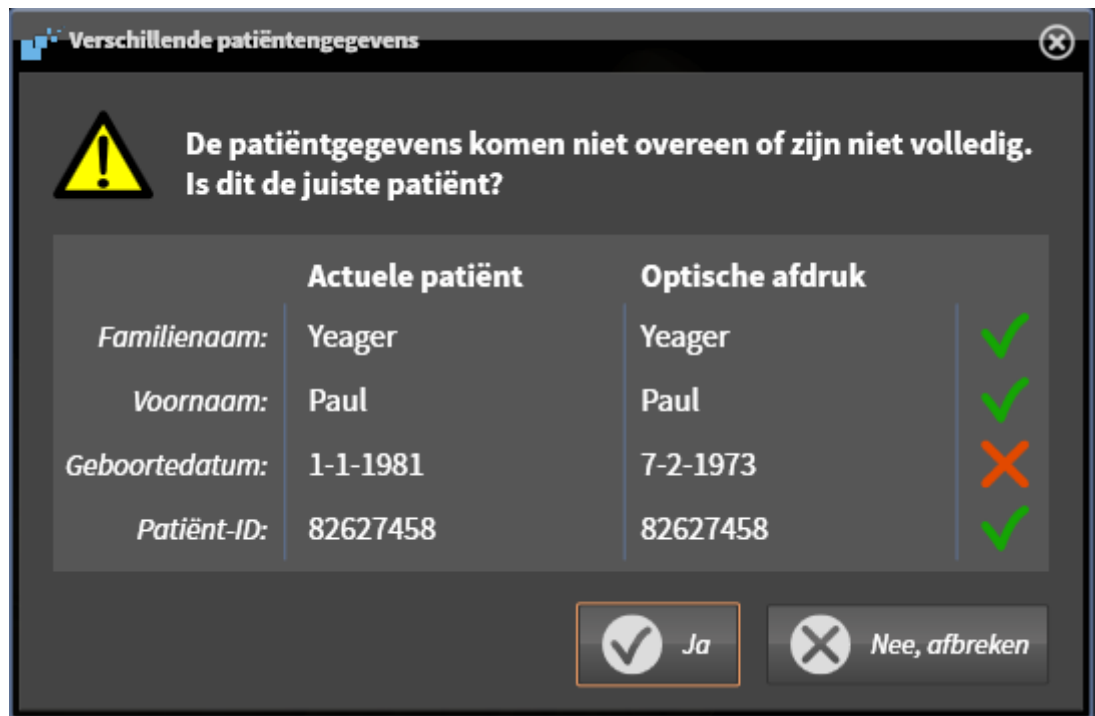 Verschillende patiëntengegevens
De patiëntgegevens komen niet overeen of zijn niet volledig.
Is dit de juiste patiënt?
Actuele patiënt Optische afdruk
Familienaam: Yeager Yeager
Voornaam: Paul Paul
Geboortedatum: 1-1-1981 7-2-1973
Patiënt-ID: 82627458 82627458
Ja Nee, afbreken